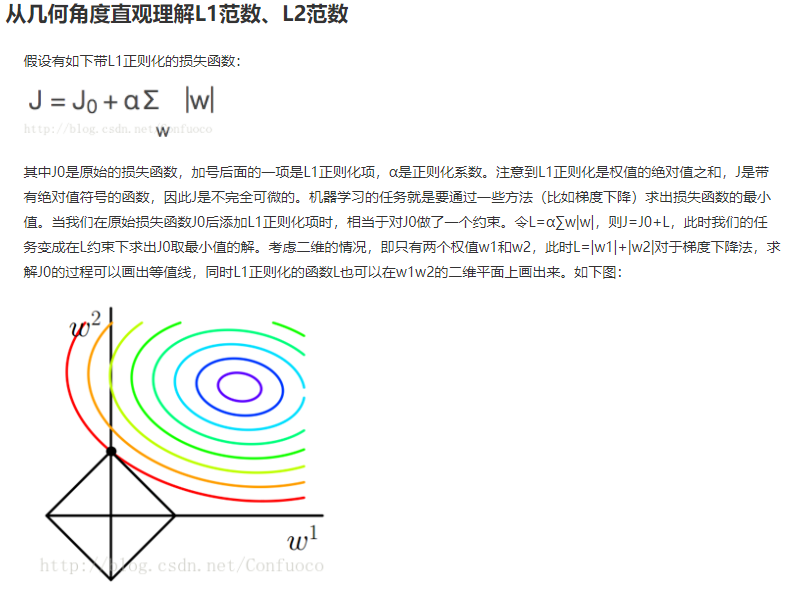 从几何角度直观理解L1范数、L2范数
假设有如下带L1正则化的损失函数：
J = J₀ + α Σ |w|
w
http://blog.csdn.net/Confuoco
其中J0是原始的损失函数，加号后面的一项是L1正则化项，α是正则化系数。注意到L1正则化是权值的绝对值之和，J是带
有绝对值符号的函数，因此J是不完全可微的。机器学习的任务就是要通过一些方法（比如梯度下降）求出损失函数的最小
值。当我们在原始损失函数J0后添加L1正则化项时，相当于对J0做了一个约束。令L=α∑w|w|，则J=J0+L，此时我们的任
务变成在L约束下求出J0取最小值的解。考虑二维的情况，即只有两个权值w1和w2，此时L=|w1|+|w2|对于梯度下降法，求
解J0的过程可以画出等值线，同时L1正则化的函数L也可以在w1w2的二维平面上画出来。如下图：
w²
w¹
http://blog.csdn.net/Confuoco